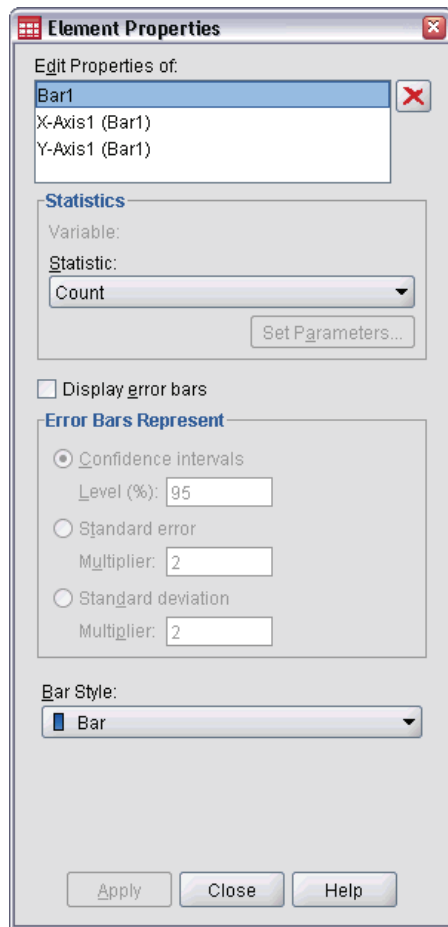 Element Properties
Edit Properties of:
Bar1
X-Axis1 (Bar1)
Y-Axis1 (Bar1)
Statistics
Variable:
Statistic:
Count
Set Parameters...
Display error bars
Error Bars Represent
Confidence intervals
Level (%): 95
Standard error
Multiplier: 2
Standard deviation
Multiplier: 2
Bar Style:
Bar
Apply Close Help